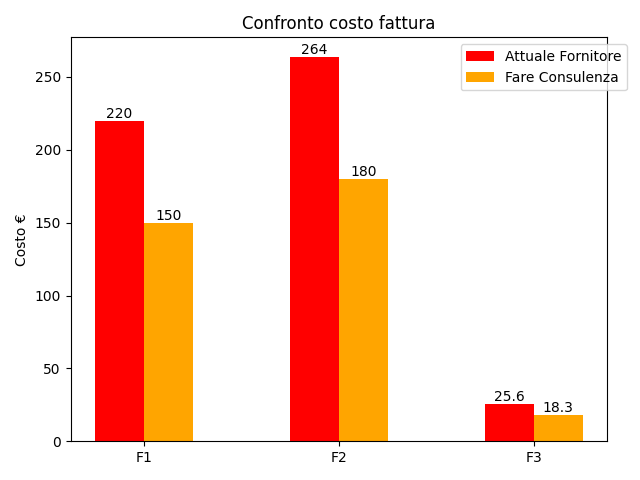 Confronto costo fattura
Attuale Fornitore
Fare Consulenza
Costo €
250
200
150
100
50
0
220
150
264
180
25.6
18.3
F1
F2
F3